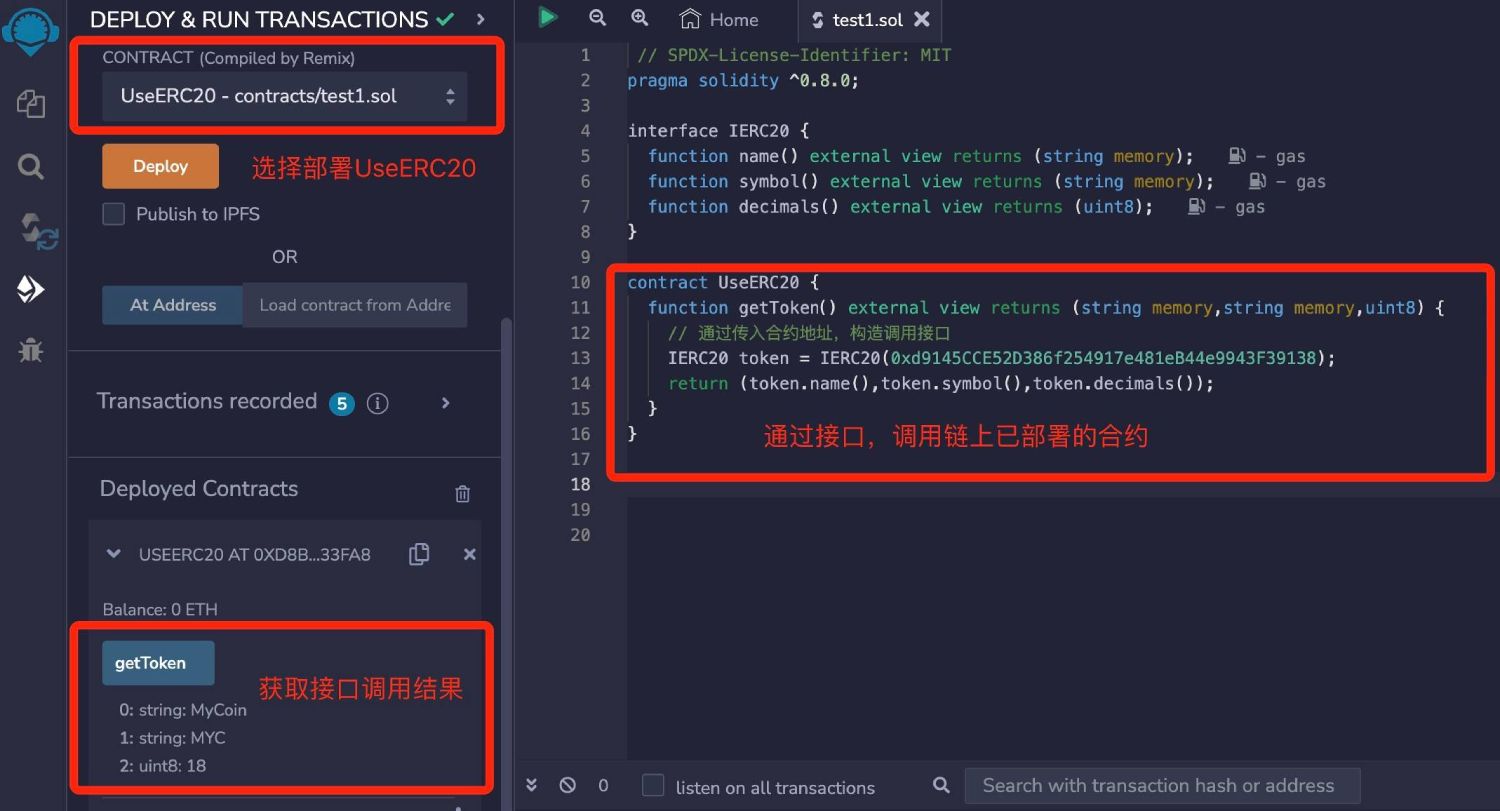 DEPLOY & RUN TRANSACTIONS
CONTRACT (Compiled by Remix)
UseERC20 - contracts/test1.sol
Deploy
选择部署UseERC20
Publish to IPFS
OR
At Address
Load contract from Addre
Transactions recorded 5 i
Deployed Contracts
USEERC20 AT 0XD8B...33FA8
Balance: 0 ETH
getToken
获取接口调用结果
0: string: MyCoin
1: string: MYC
2: uint8: 18
Home
test1.sol
1 // SPDX-License-Identifier: MIT
2 pragma solidity ^0.8.0;
3
4 interface IERC20 {
5 function name() external view returns (string memory); - gas
6 function symbol() external view returns (string memory); - gas
7 function decimals() external view returns (uint8); - gas
8 }
9
10 contract UseERC20 {
11 function getToken() external view returns (string memory,string memory,uint8) {
12 // 通过传入合约地址，构造调用接口
13 IERC20 token = IERC20(0xd9145CCE52D386f254917e481eB44e9943F39138);
14 return (token.name(),token.symbol(),token.decimals());
15 }
16 }
通过接口，调用链上已部署的合约
17
18
19
20
0
listen on all transactions
Search with transaction hash or address